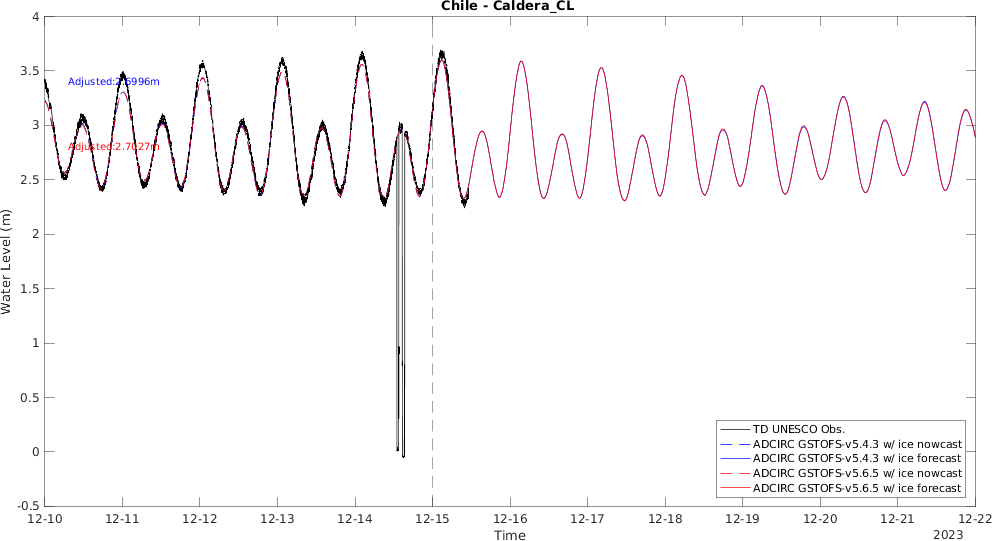 Chile - Caldera_CL
4
3.5
3
2.5
2
1.5
1
0.5
0
-0.5
Water Level (m)
Adjusted:2.6996m
Adjusted:2.7027m
TD UNESCO Obs.
ADCIRC GSTOFS-v5.4.3 w/ ice nowcast
ADCIRC GSTOFS-v5.4.3 w/ ice forecast
ADCIRC GSTOFS-v5.6.5 w/ ice nowcast
ADCIRC GSTOFS-v5.6.5 w/ ice forecast
12-10 12-11 12-12 12-13 12-14 12-15 12-16 12-17 12-18 12-19 12-20 12-21 12-22
Time
2023